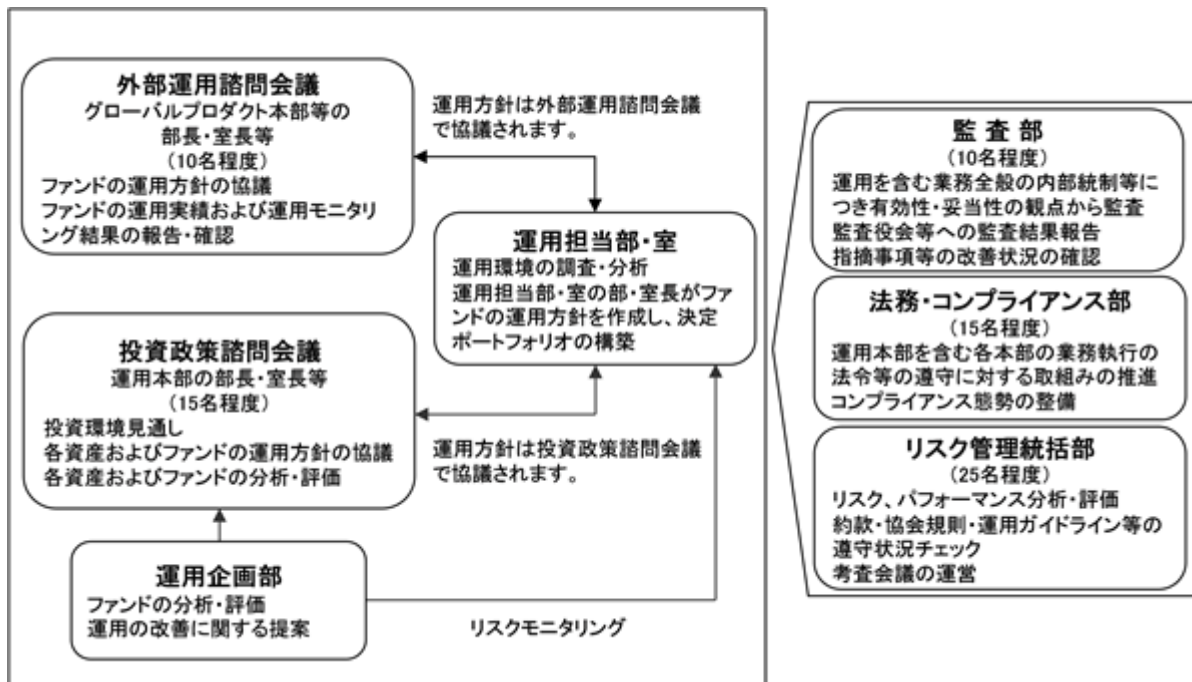 外部運用諮問会議
グローバルプロダクト本部等の
部長・室長等
(10名程度)
ファンドの運用方針の協議
ファンドの運用実績および運用モニタリ
ング結果の報告・確認
運用方針は外部運用諮問会議
で協議されます。
運用担当部・室
運用環境の調査・分析
運用担当部・室の部・室長がファ
ンドの運用方針を作成し、決定
ポートフォリオの構築
投資政策諮問会議
運用本部の部長・室長等
(15名程度)
投資環境見通し
各資産およびファンドの運用方針の協議
各資産およびファンドの分析・評価
運用方針は投資政策諮問会議
で協議されます。
運用企画部
ファンドの分析・評価
運用の改善に関する提案
リスクモニタリング
監 査 部
(10名程度)
運用を含む業務全般の内部統制等に
つき有効性・妥当性の観点から監査
監査役会等への監査結果報告
指摘事項等の改善状況の確認
法務・コンプライアンス部
(15名程度)
運用本部を含む各本部の業務執行の
法令等の遵守に対する取組みの推進
コンプライアンス態勢の整備
リスク管理統括部
(25名程度)
リスク、パフォーマンス分析・評価
約款・協会規則・運用ガイドライン等の
遵守状況チェック
考査会議の運営